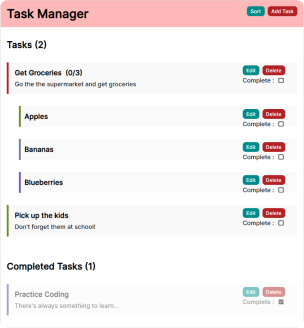 Task Manager
Sort Add Task
Tasks (2)
Get Groceries (0/3)
Go the the supermarket and get groceries
Edit Delete
Complete :
Apples
Edit Delete
Complete :
Bananas
Edit Delete
Complete :
Blueberries
Edit Delete
Complete :
Pick up the kids
Don't forget them at school!
Edit Delete
Complete :
Completed Tasks (1)
Practice Coding
There's always something to learn...
Edit Delete
Complete :